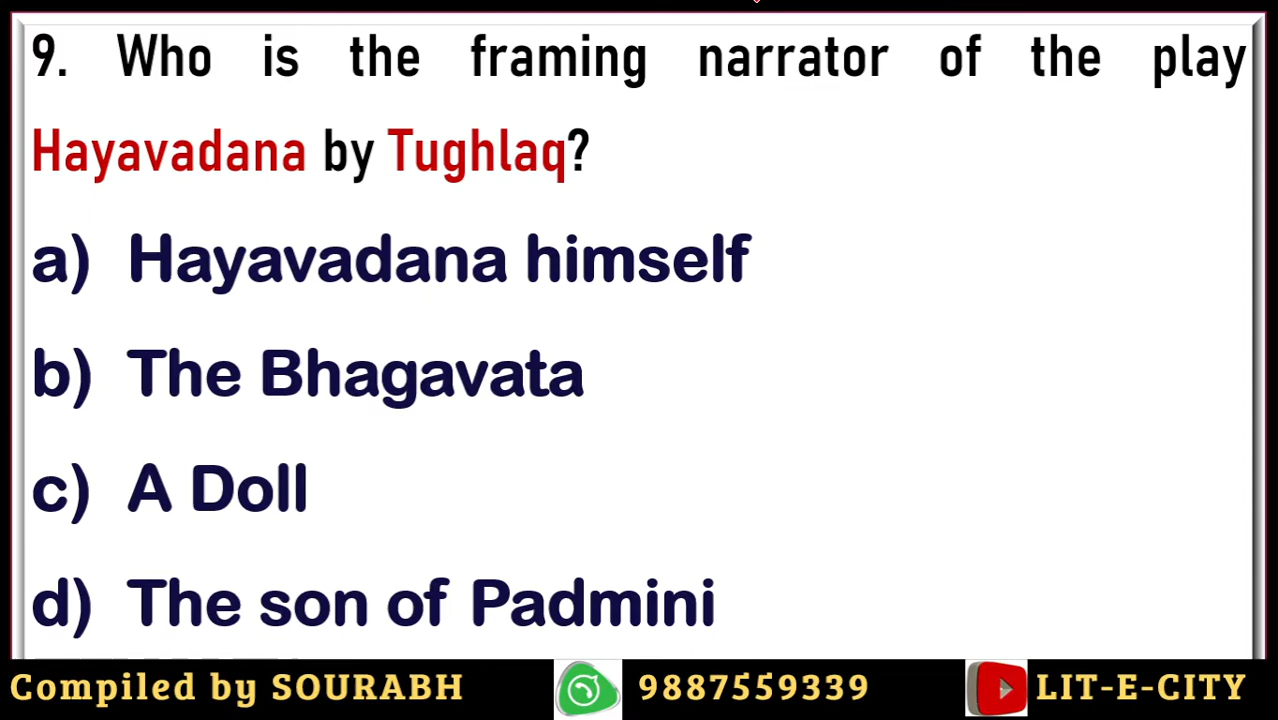 9. Who is the framing narrator of the play
Hayavadana by Tughlaq?
a) Hayavadana himself
b) The Bhagavata
c) A Doll
d) The son of Padmini
Compiled by SOURABH 9887559339 LIT-E-CITY